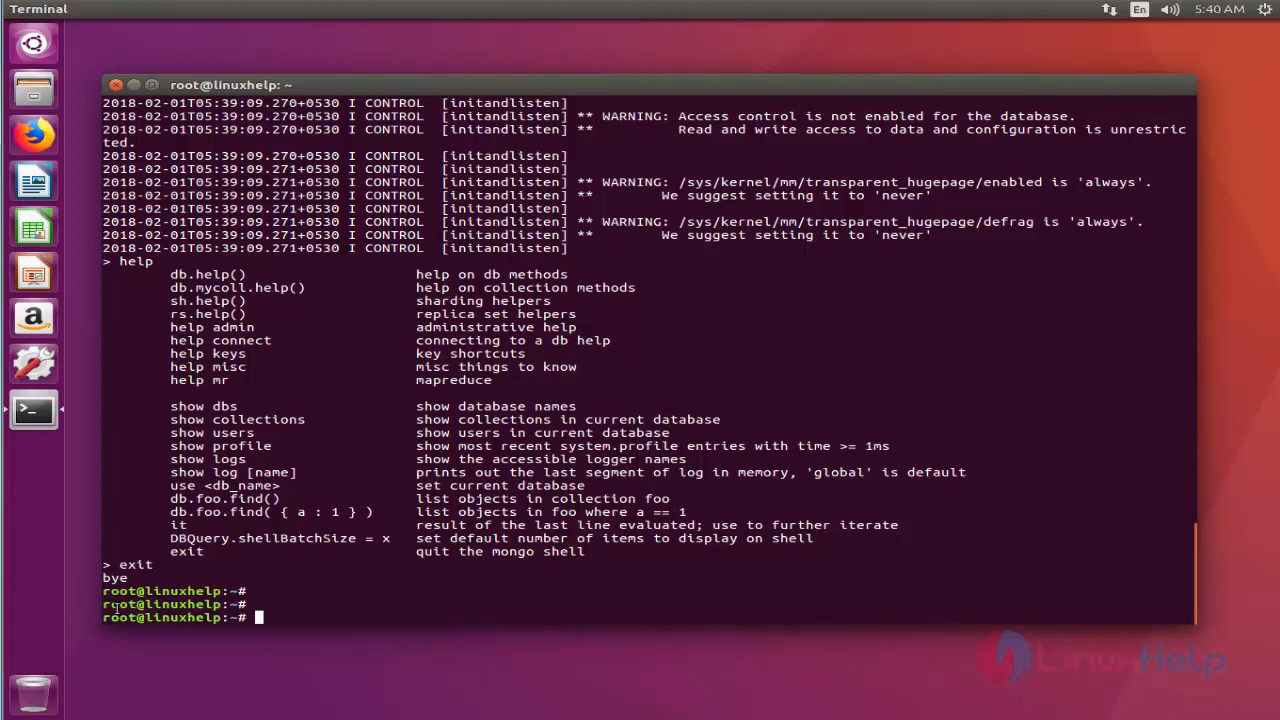 Terminal
En
5:40 AM
root@linuxhelp: ~
2018-02-01T05:39:09.270+0530 I CONTROL  [initandlisten]
2018-02-01T05:39:09.270+0530 I CONTROL  [initandlisten] ** WARNING: Access control is not enabled for the database.
2018-02-01T05:39:09.270+0530 I CONTROL  [initandlisten] **          Read and write access to data and configuration is unrestric
ted.
2018-02-01T05:39:09.270+0530 I CONTROL  [initandlisten]
2018-02-01T05:39:09.271+0530 I CONTROL  [initandlisten]
2018-02-01T05:39:09.271+0530 I CONTROL  [initandlisten] ** WARNING: /sys/kernel/mm/transparent_hugepage/enabled is 'always'.
2018-02-01T05:39:09.271+0530 I CONTROL  [initandlisten] **        We suggest setting it to 'never'
2018-02-01T05:39:09.271+0530 I CONTROL  [initandlisten]
2018-02-01T05:39:09.271+0530 I CONTROL  [initandlisten] ** WARNING: /sys/kernel/mm/transparent_hugepage/defrag is 'always'.
2018-02-01T05:39:09.271+0530 I CONTROL  [initandlisten] **        We suggest setting it to 'never'
2018-02-01T05:39:09.271+0530 I CONTROL  [initandlisten]
> help
db.help() help on db methods
db.mycoll.help() help on collection methods
sh.help() sharding helpers
rs.help() replica set helpers
help admin administrative help
help connect connecting to a db help
help keys key shortcuts
help misc misc things to know
help mr mapreduce
show dbs show database names
show collections show collections in current database
show users show users in current database
show profile show most recent system.profile entries with time >= 1ms
show logs show the accessible logger names
show log [name] prints out the last segment of log in memory, 'global' is default
use <db_name> set current database
db.foo.find() list objects in collection foo
db.foo.find( { a : 1 } ) list objects in foo where a == 1
it result of the last line evaluated; use to further iterate
DBQuery.shellBatchSize = x set default number of items to display on shell
exit quit the mongo shell
> exit
bye
root@linuxhelp:~#
root@linuxhelp:~#
root@linuxhelp:~#
LinuxHelp